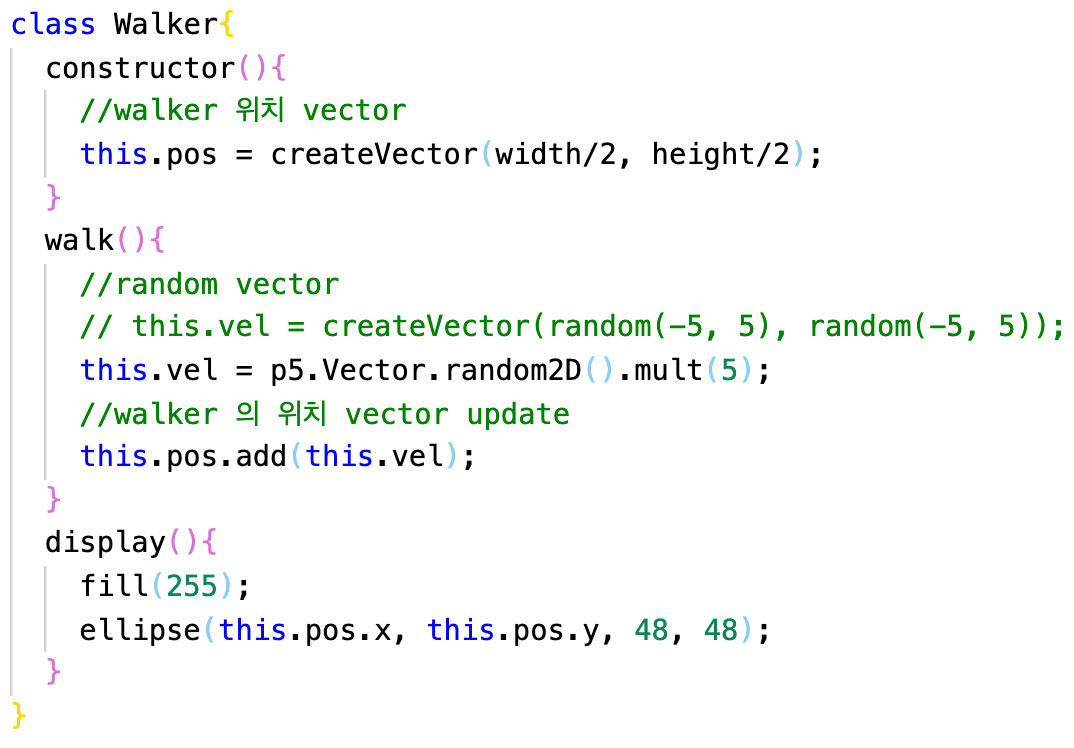 class Walker{
  constructor(){
    //walker 위치 vector
    this.pos = createVector(width/2, height/2);
  }
  walk(){
    //random vector
    // this.vel = createVector(random(-5, 5), random(-5, 5));
    this.vel = p5.Vector.random2D().mult(5);
    //walker 의 위치 vector update
    this.pos.add(this.vel);
  }
  display(){
    fill(255);
    ellipse(this.pos.x, this.pos.y, 48, 48);
  }
}